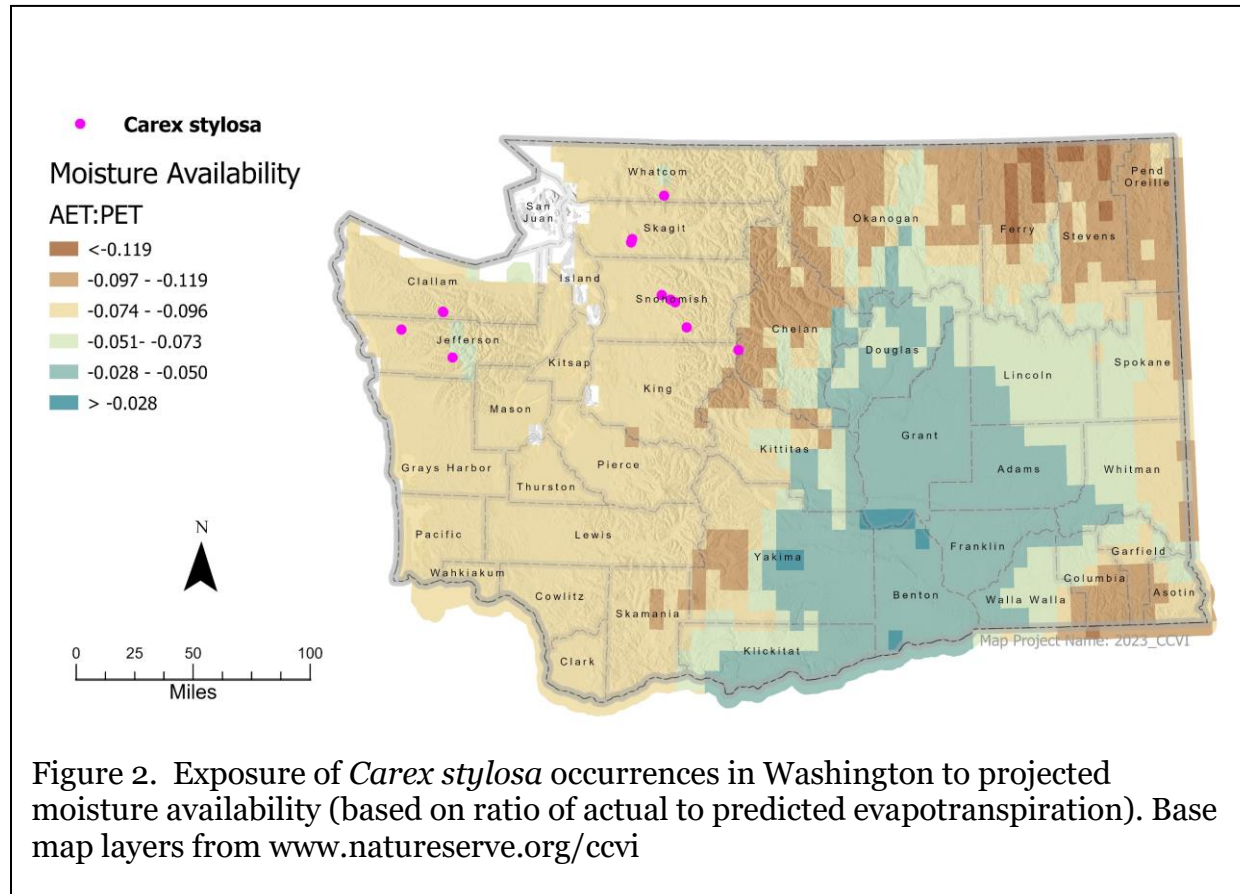 Carex stylosa
Moisture Availability
AET:PET
<-0.119
-0.097 - -0.119
-0.074 - -0.096
-0.051- -0.073
-0.028 - -0.050
> -0.028
Whatcom
San
Juan
Skagit
Okanogan
Ferry
Stevens
Pend
Oreille
Island
Clallam
Snohomish
Jefferson
Chelan
Douglas
Kitsap
King
Lincoln
Spokane
Mason
Grant
Kittitas
Grays Harbor
Pierce
Adams
Whitman
Thurston
Pacific
Lewis
Yakima
Franklin
Garfield
Wahkiakum
Columbia
Cowlitz
Skamania
Benton
Walla Walla
Asotin
Klickitat
Clark
Map Project Name: 2023_CCVI
N
0 25 50 100
Miles
Figure 2. Exposure of Carex stylosa occurrences in Washington to projected
moisture availability (based on ratio of actual to predicted evapotranspiration). Base
map layers from www.natureserve.org/ccvi